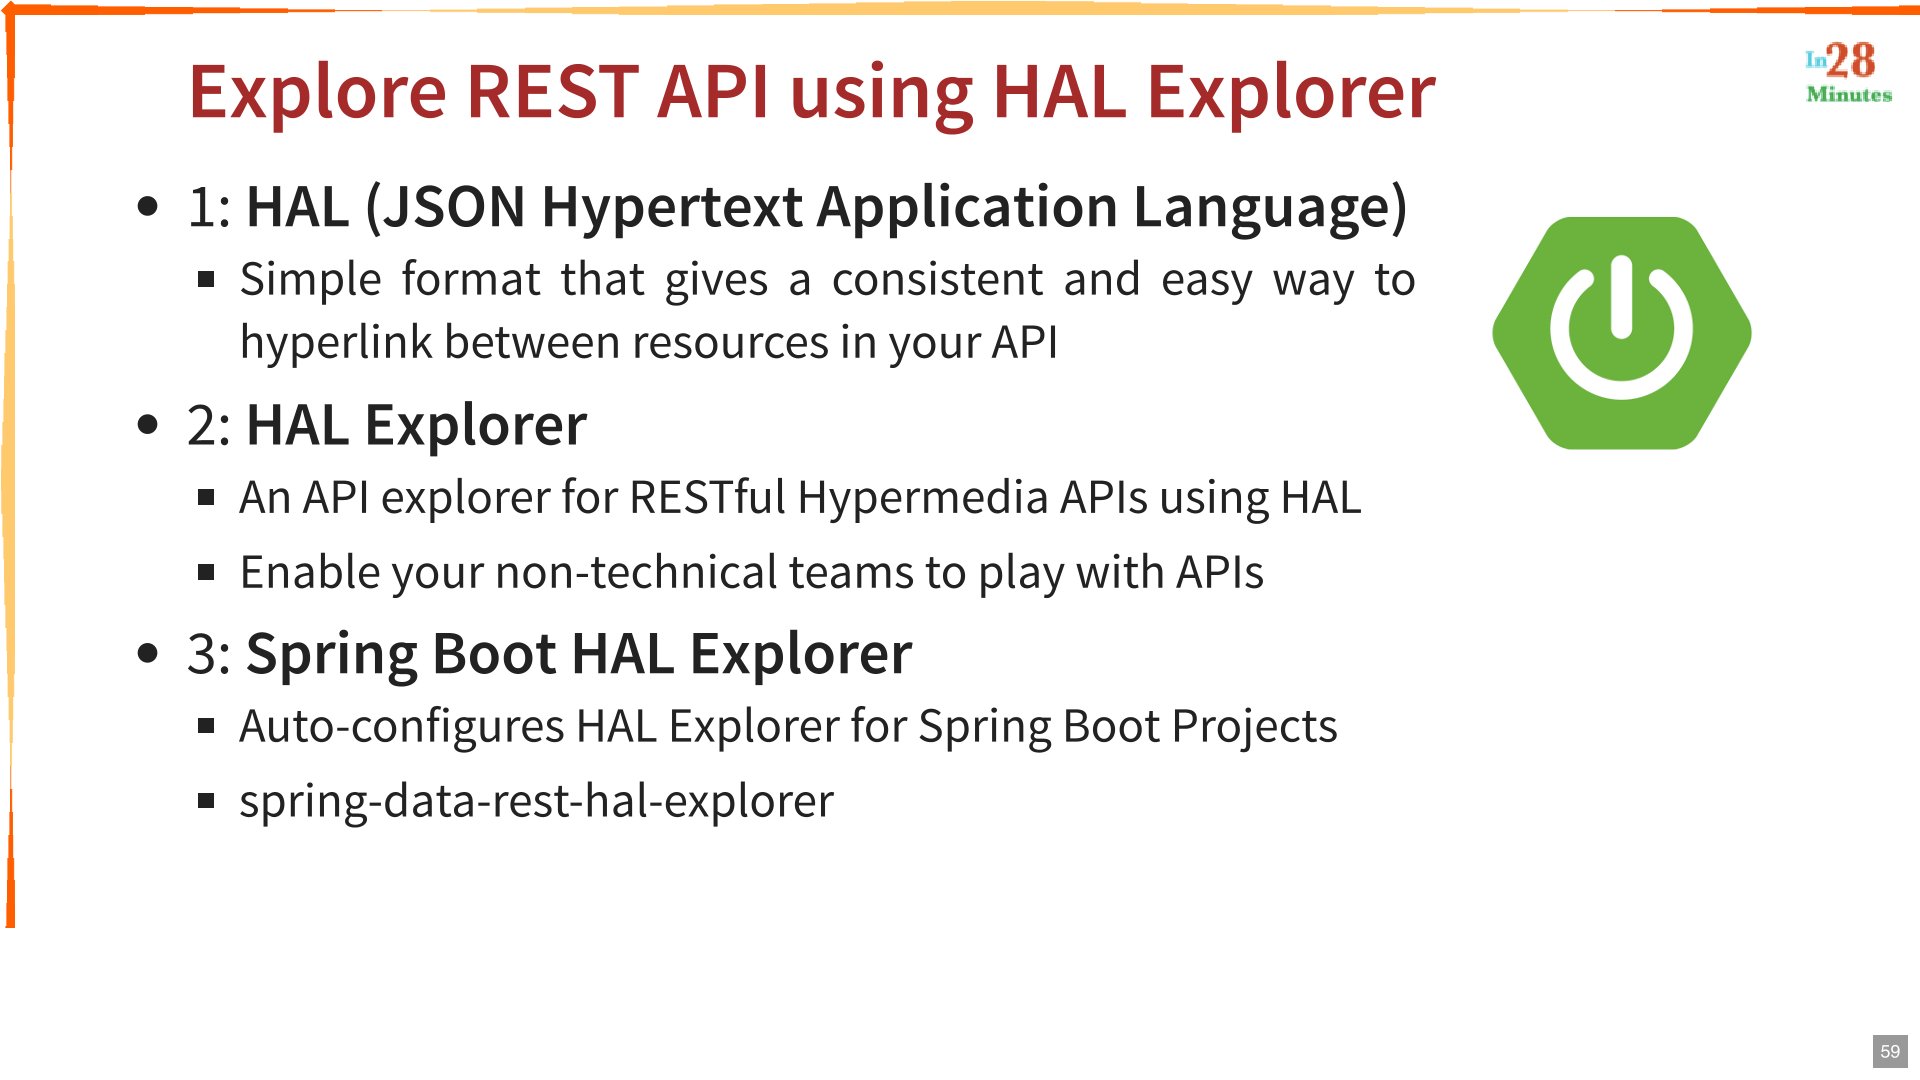 Explore REST API using HAL Explorer
In28
Minutes
• 1: HAL (JSON Hypertext Application Language)
▪ Simple format that gives a consistent and easy way to
hyperlink between resources in your API
• 2: HAL Explorer
▪ An API explorer for RESTful Hypermedia APIs using HAL
▪ Enable your non-technical teams to play with APIs
• 3: Spring Boot HAL Explorer
▪ Auto-configures HAL Explorer for Spring Boot Projects
▪ spring-data-rest-hal-explorer
59